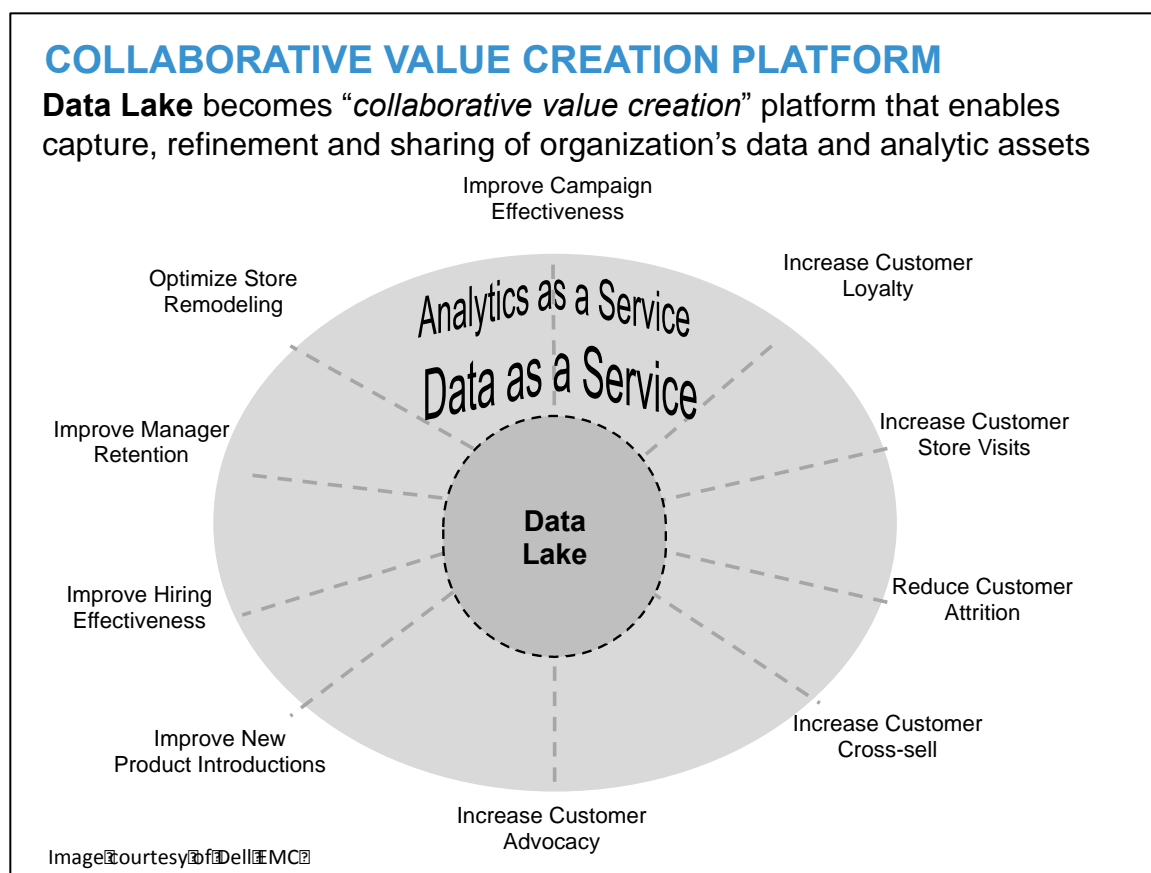 COLLABORATIVE VALUE CREATION PLATFORM
Data Lake becomes “collaborative value creation” platform that enables
capture, refinement and sharing of organization’s data and analytic assets
Improve Campaign
Effectiveness
Optimize Store
Remodeling
Increase Customer
Loyalty
Analytics as a Service
Data as a Service
Improve Manager
Retention
Increase Customer
Store Visits
Data
Lake
Improve Hiring
Effectiveness
Reduce Customer
Attrition
Improve New
Product Introductions
Increase Customer
Cross-sell
Increase Customer
Advocacy
Image courtesy of Dell EMC